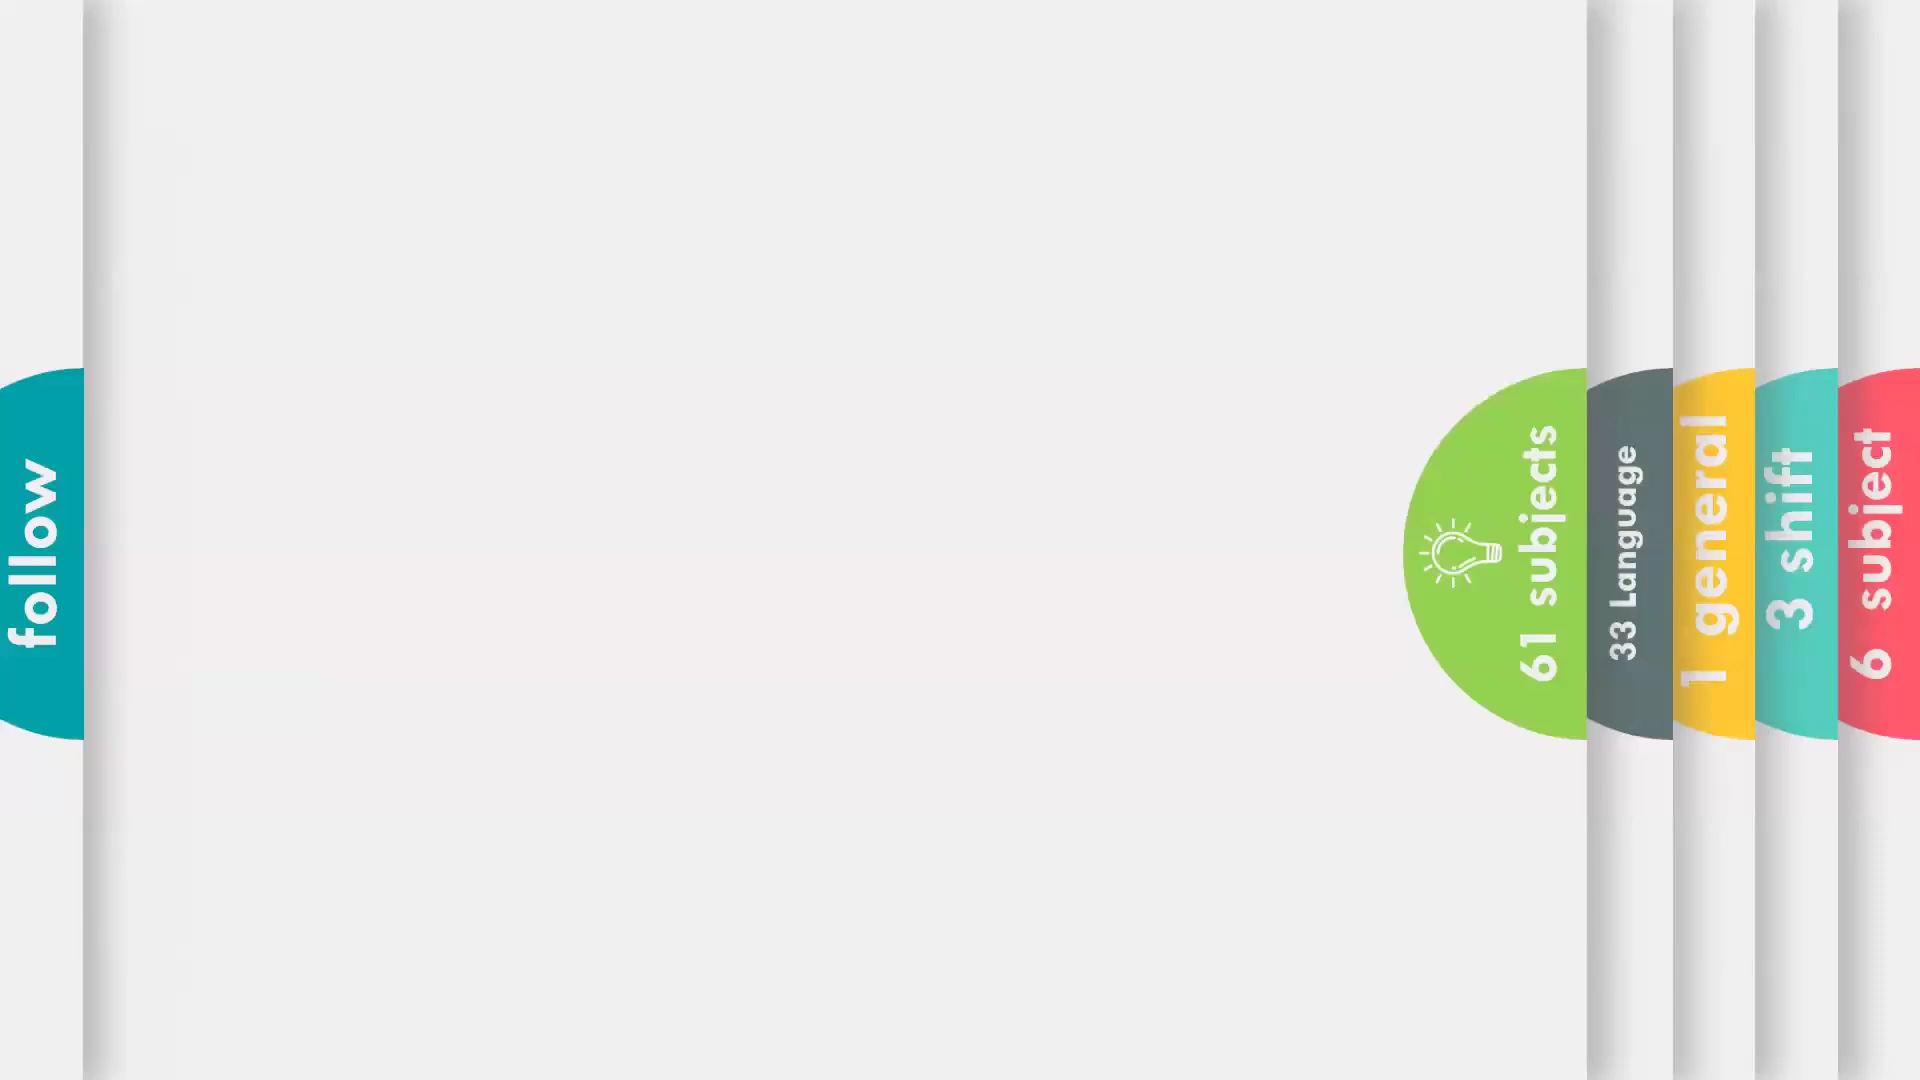 follow
61 subjects
33 Language
1 general
3 shift
6 subject